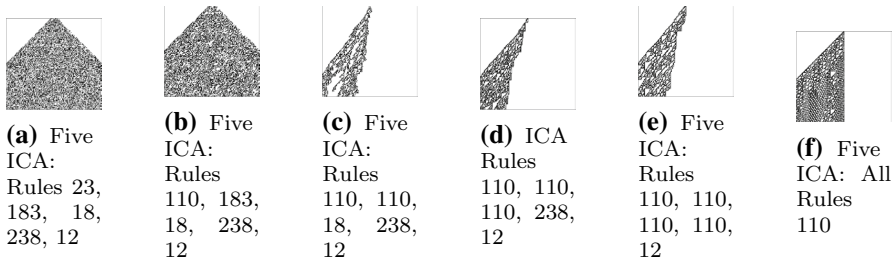 (a) Five
ICA:
Rules 23,
183, 18,
238, 12
(b) Five
ICA:
Rules
110, 183,
18, 238,
12
(c) Five
ICA:
Rules
110, 110,
18, 238,
12
(d) ICA
Rules
110, 110,
110, 238,
12
(e) Five
ICA:
Rules
110, 110,
110, 110,
12
(f) Five
ICA: All
Rules
110